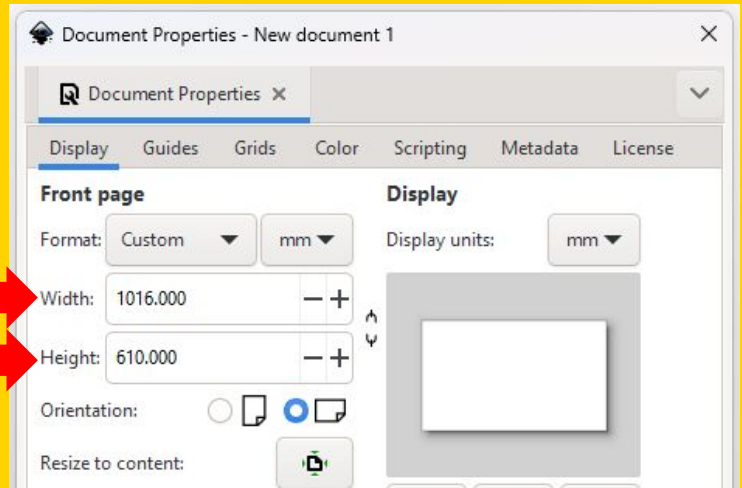 Document Properties - New document 1
Document Properties
Display Guides Grids Color Scripting Metadata License
Front page
Format: Custom mm
Width: 1016.000
Height: 610.000
Orientation:
Resize to content:
Display
Display units: mm